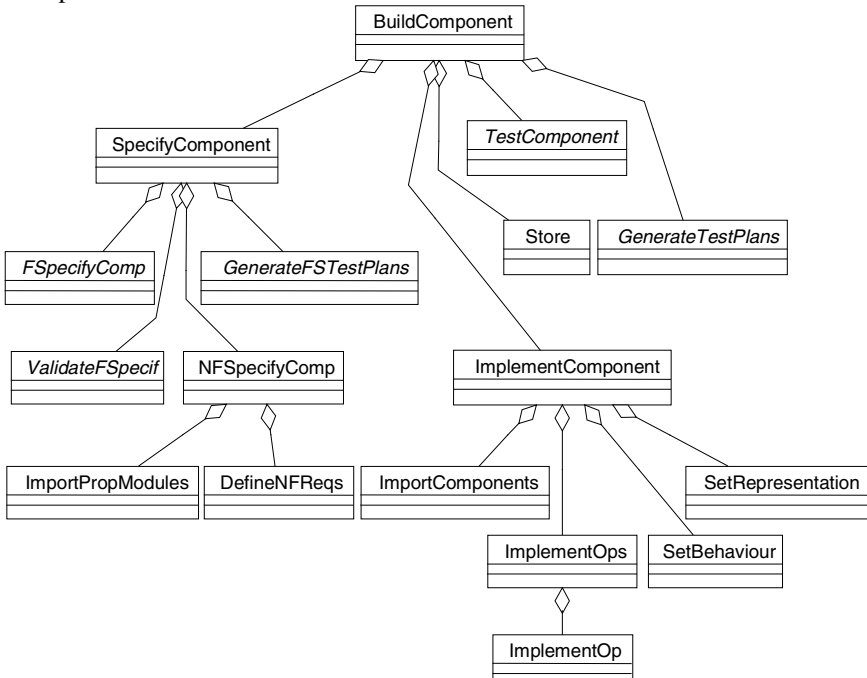 BuildComponent
SpecifyComponent
TestComponent
FSpecifyComp
GenerateFSTestPlans
Store
GenerateTestPlans
ValidateFSpecif
NFSpecifyComp
ImplementComponent
ImportPropModules
DefineNFReqs
ImportComponents
SetRepresentation
ImplementOps
SetBehaviour
ImplementOp